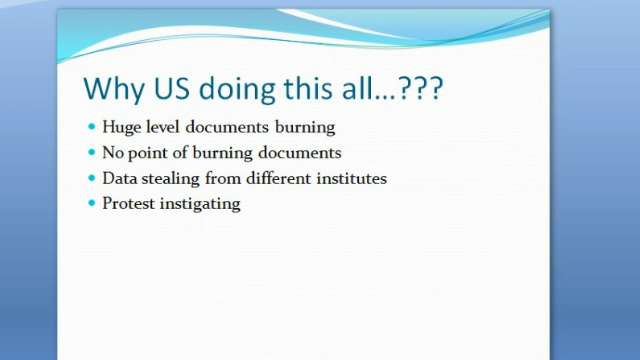 Why US doing this all...???
Huge level documents burning
No point of burning documents
Data stealing from different institutes
Protest instigating